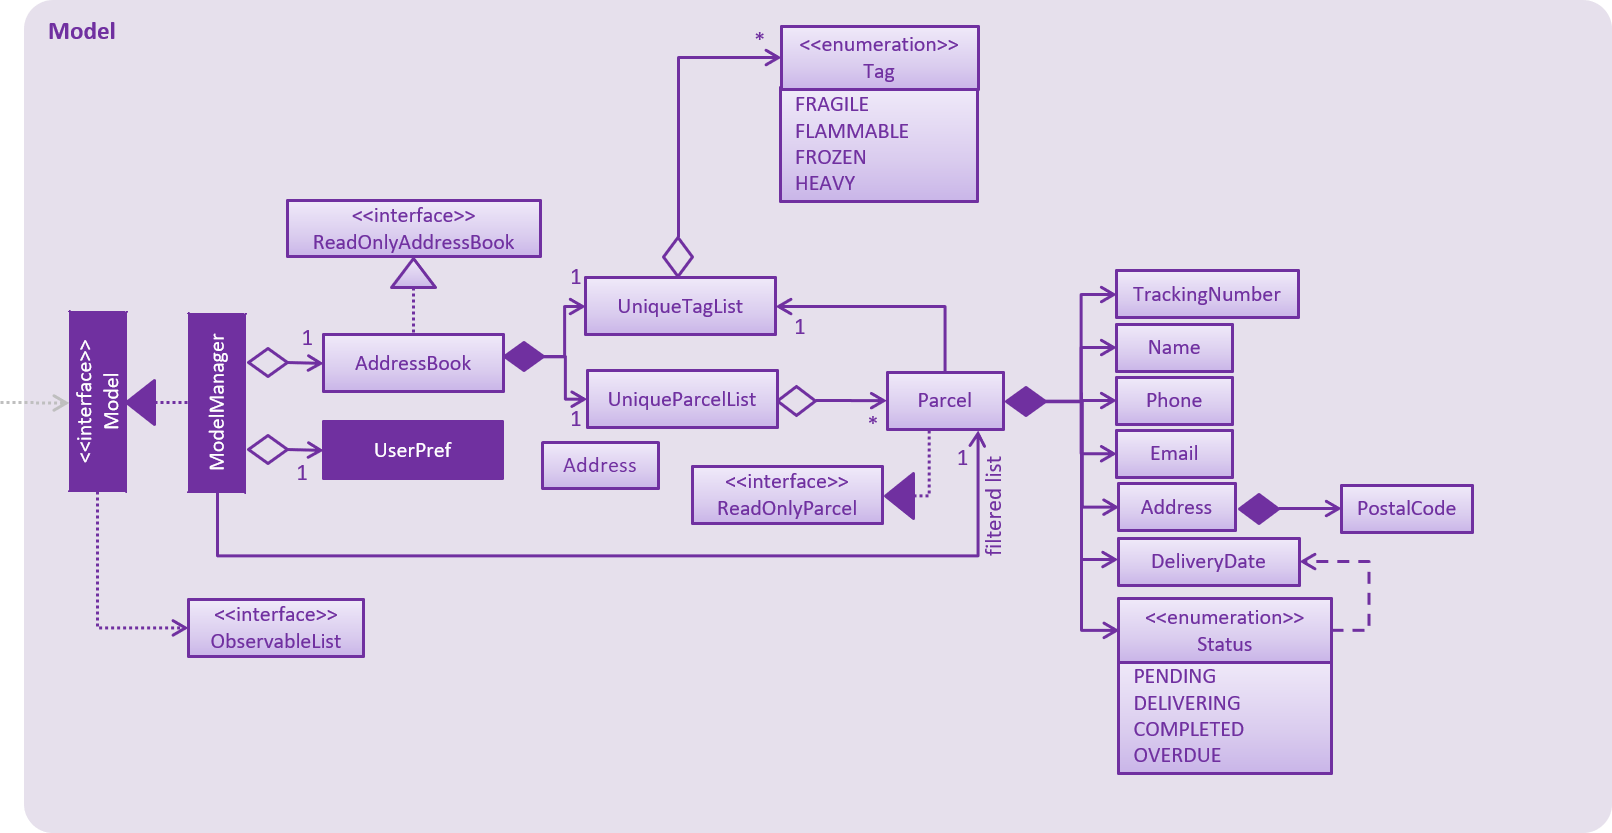 Model
*
<<enumeration>>
Tag
FRAGILE
FLAMMABLE
FROZEN
HEAVY
<<interface>>
ReadOnlyAddressBook
1
UniqueTagList
1
TrackingNumber
<<interface>>
Model
ModelManager
1
AddressBook
Name
1
UniqueParcelList
*
Parcel
Phone
1
UserPref
Address
<<interface>>
ReadOnlyParcel
1
filtered list
Email
Address
PostalCode
DeliveryDate
<<interface>>
ObservableList
<<enumeration>>
Status
PENDING
DELIVERING
COMPLETED
OVERDUE